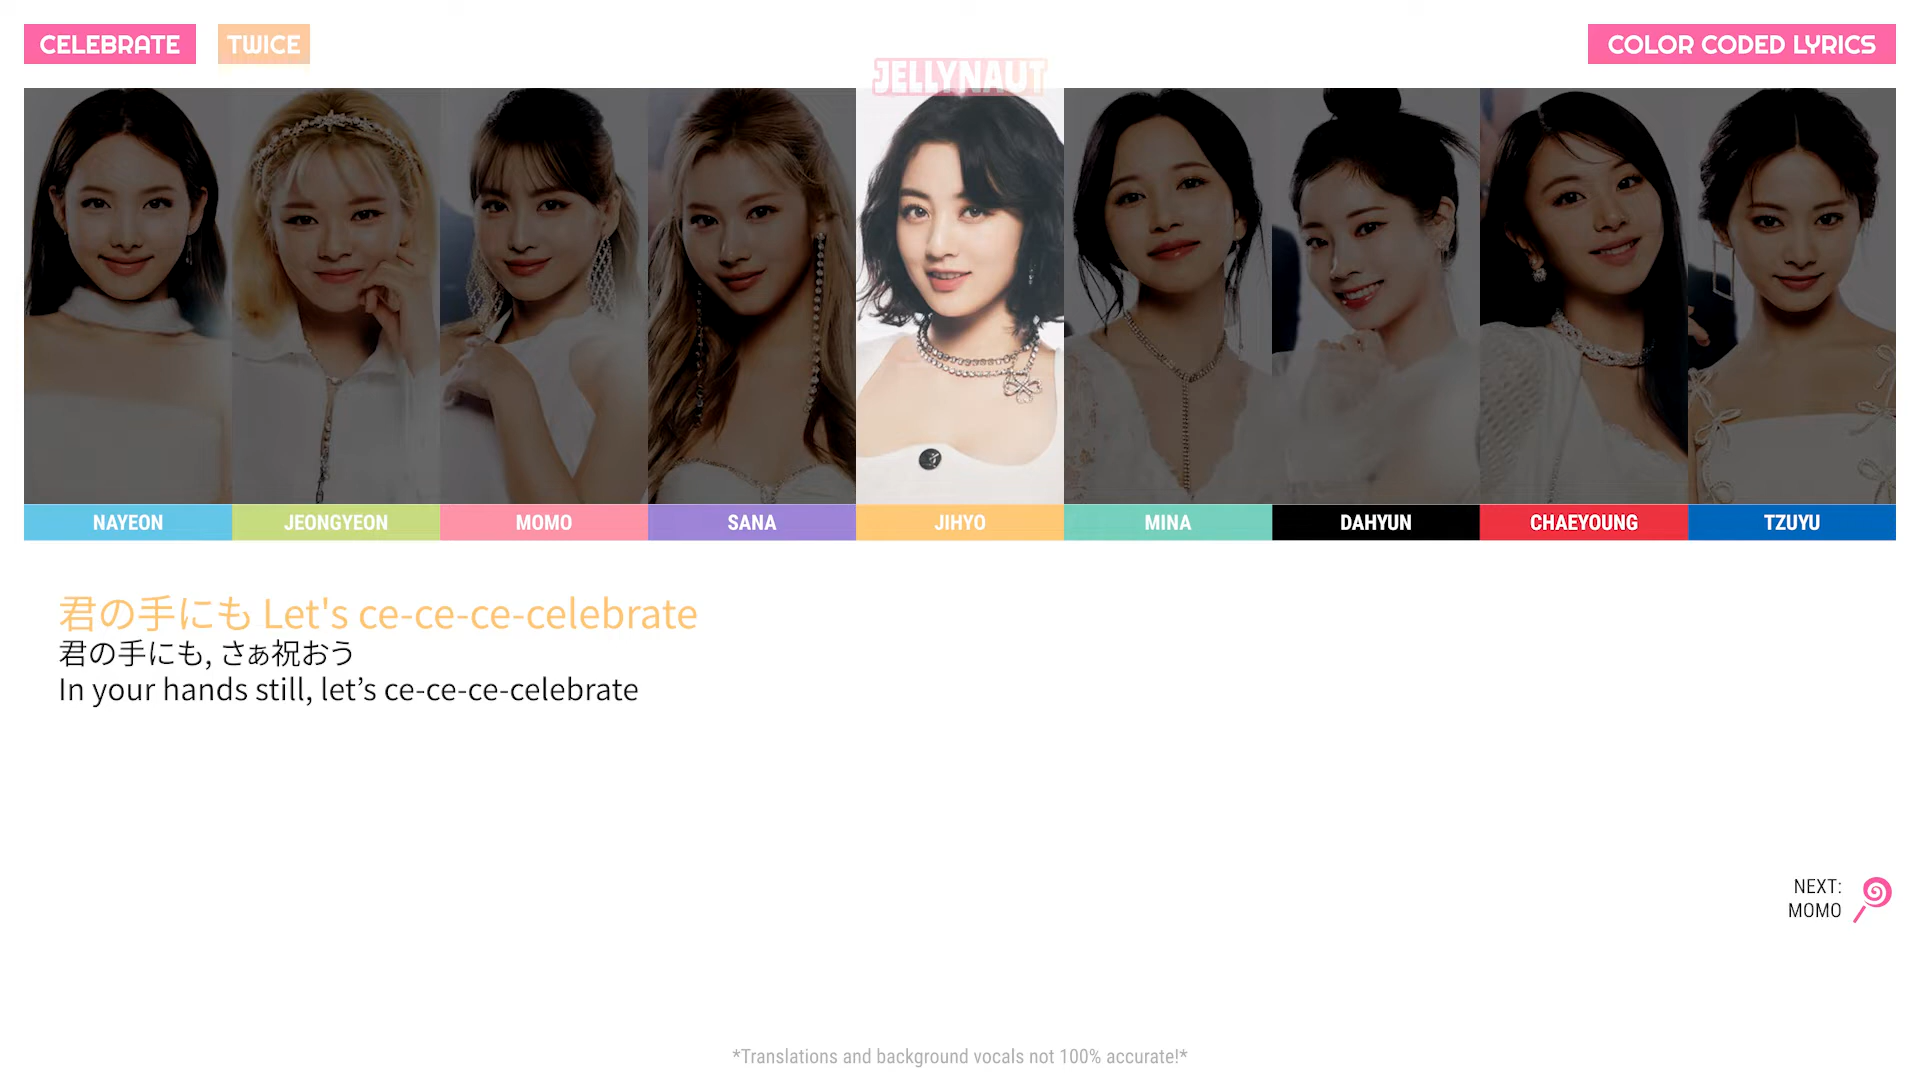 CELEBRATE
TWICE
COLOR CODED LYRICS
JELLYNAUT
NAYEON
JEONGYEON
MOMO
SANA
JIHYO
MINA
DAHYUN
CHAEYOUNG
TZUYU
君の手にも Let's ce-ce-ce-celebrate
君の手にも, さぁ祝おう
In your hands still, let’s ce-ce-ce-celebrate
NEXT:
MOMO
*Translations and background vocals not 100% accurate!*